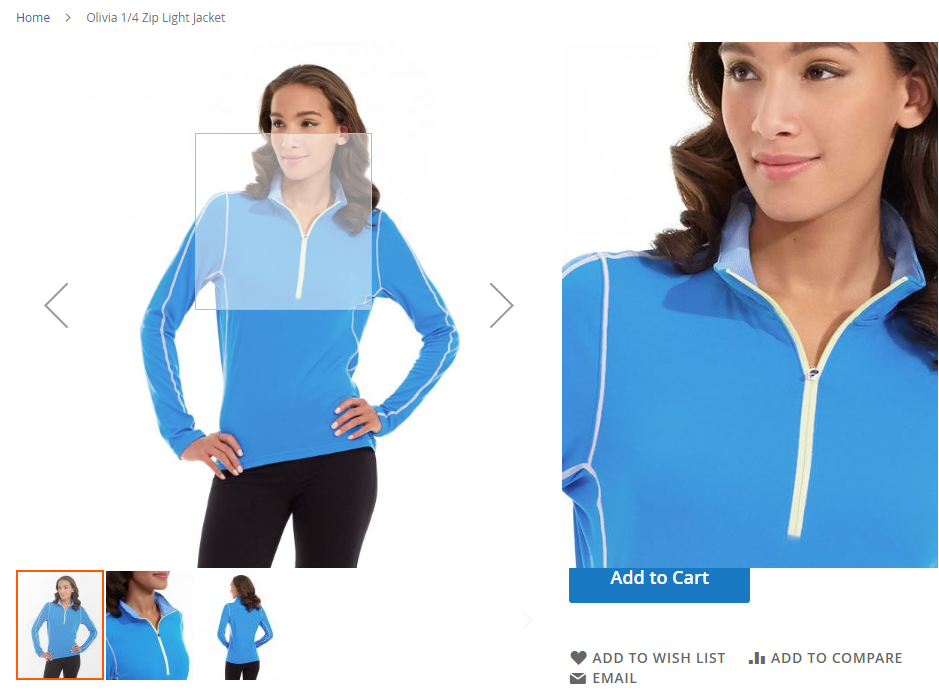 Home > Olivia 1/4 Zip Light Jacket
Add to Cart
ADD TO WISH LIST ADD TO COMPARE
EMAIL